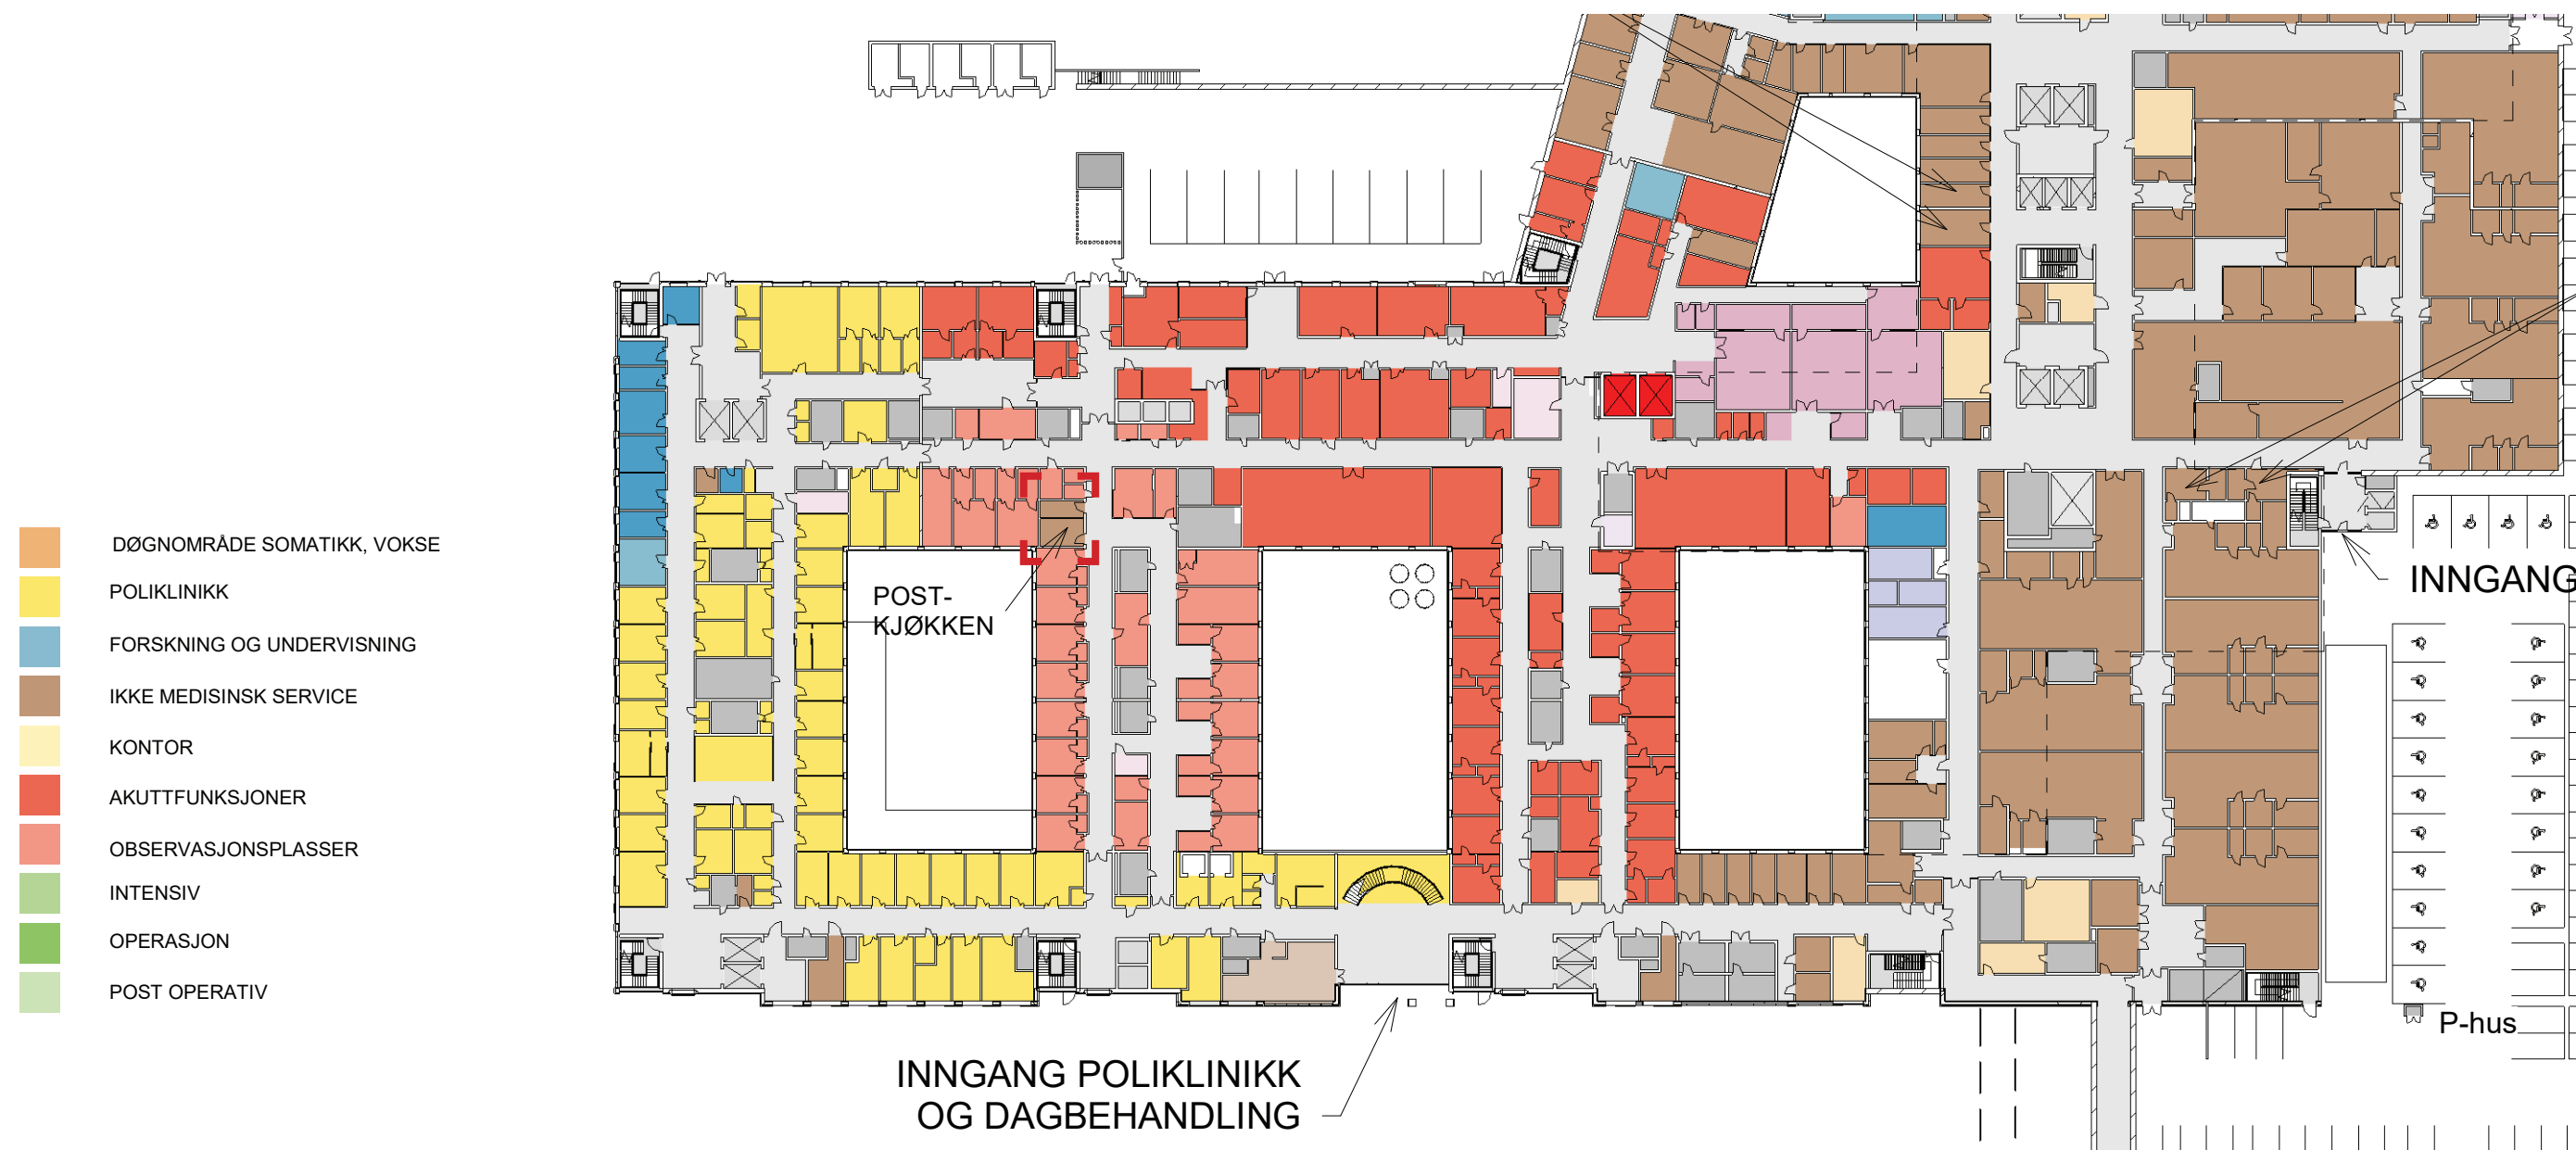 DØGNOMRÅDE SOMATIKK, VOKSE
POLIKLINIKK
FORSKNING OG UNDERVISNING
IKKE MEDISINSK SERVICE
KONTOR
AKUTTFUNKSJONER
OBSERVASJONSPLASSER
INTENSIV
OPERASJON
POST OPERATIV
POST-
KJØKKEN
INNGANG
P-hus
INNGANG POLIKLINIKK
OG DAGBEHANDLING